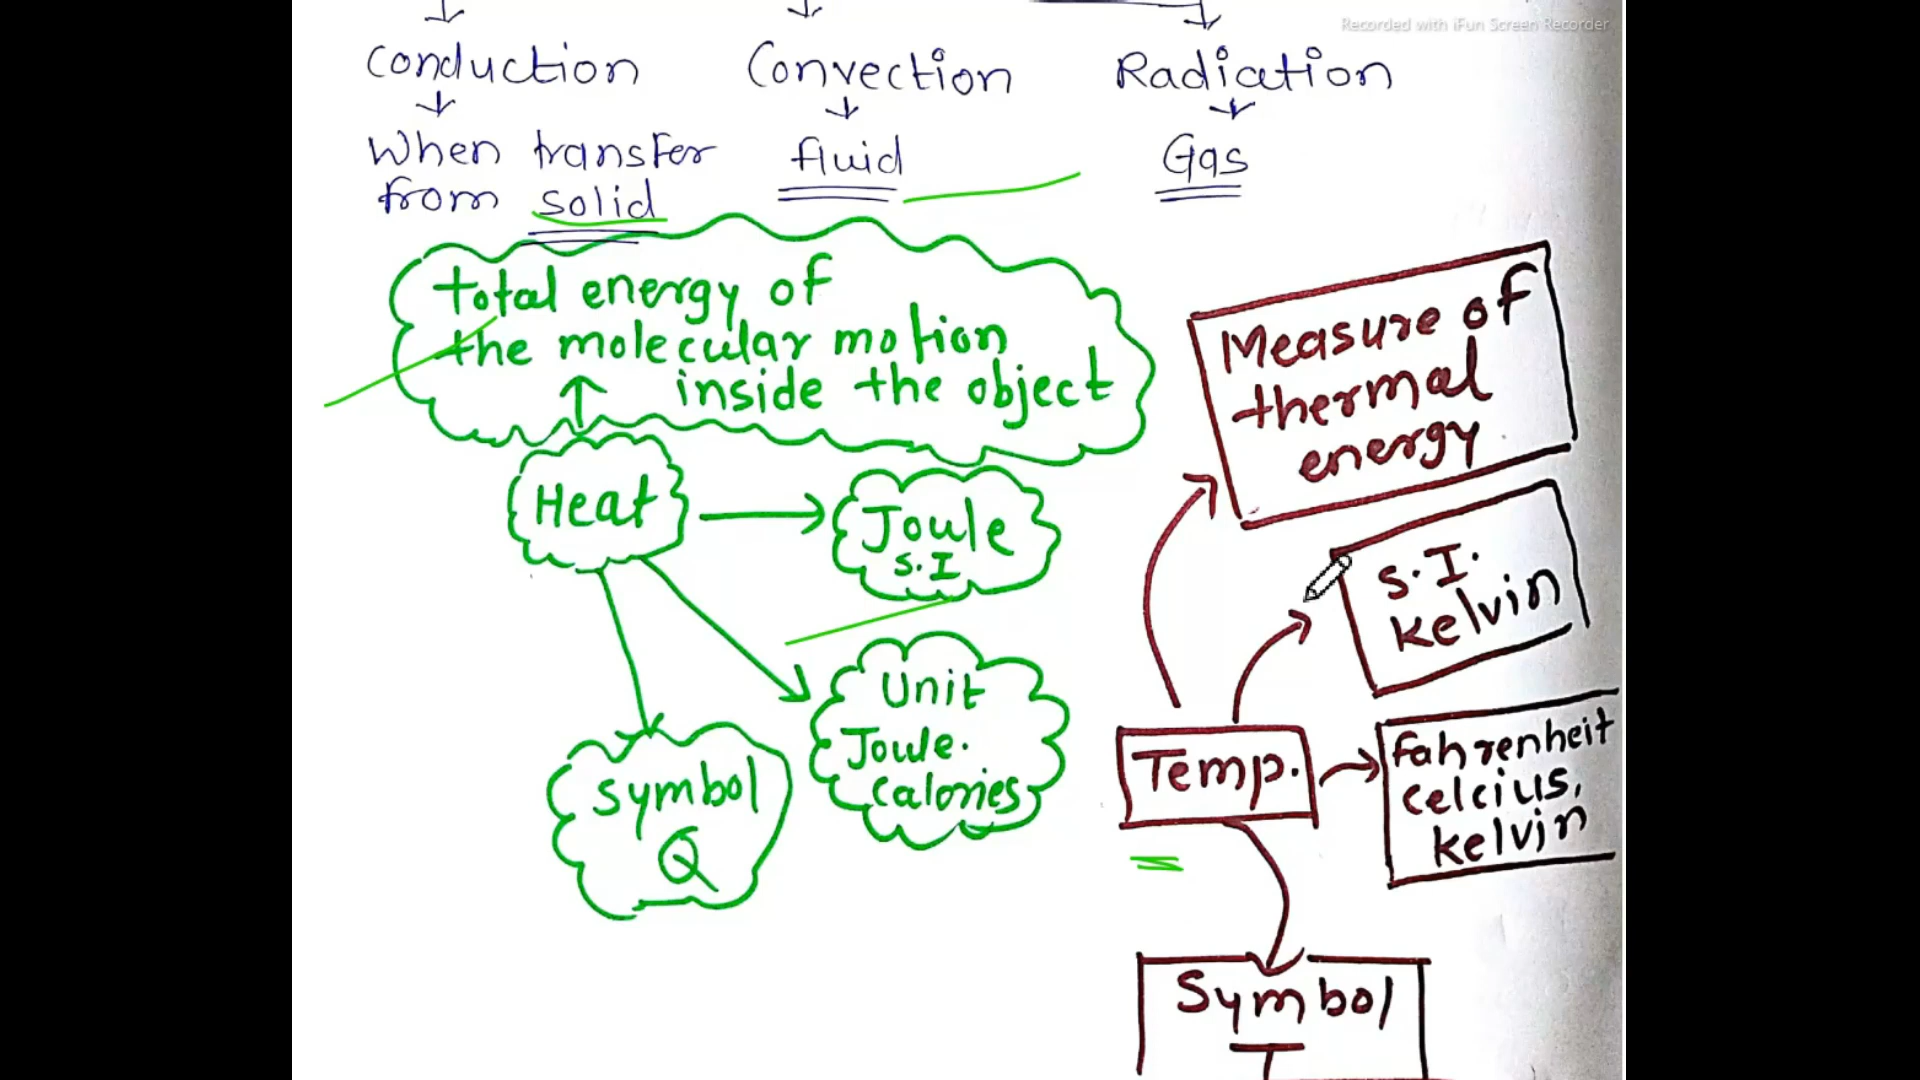 Recorded with iFun Screen Recorder
Conduction
Convection
Radiation
When transfer
from solid
fluid
Gas
total energy of
the molecular motion
inside the object
Heat
Joule
S.I
Unit
Joule.
Calories
Symbol
Q
Measure of
thermal
energy
S.I.
kelvin
Temp.
fahrenheit
celcius,
kelvin
Symbol
T